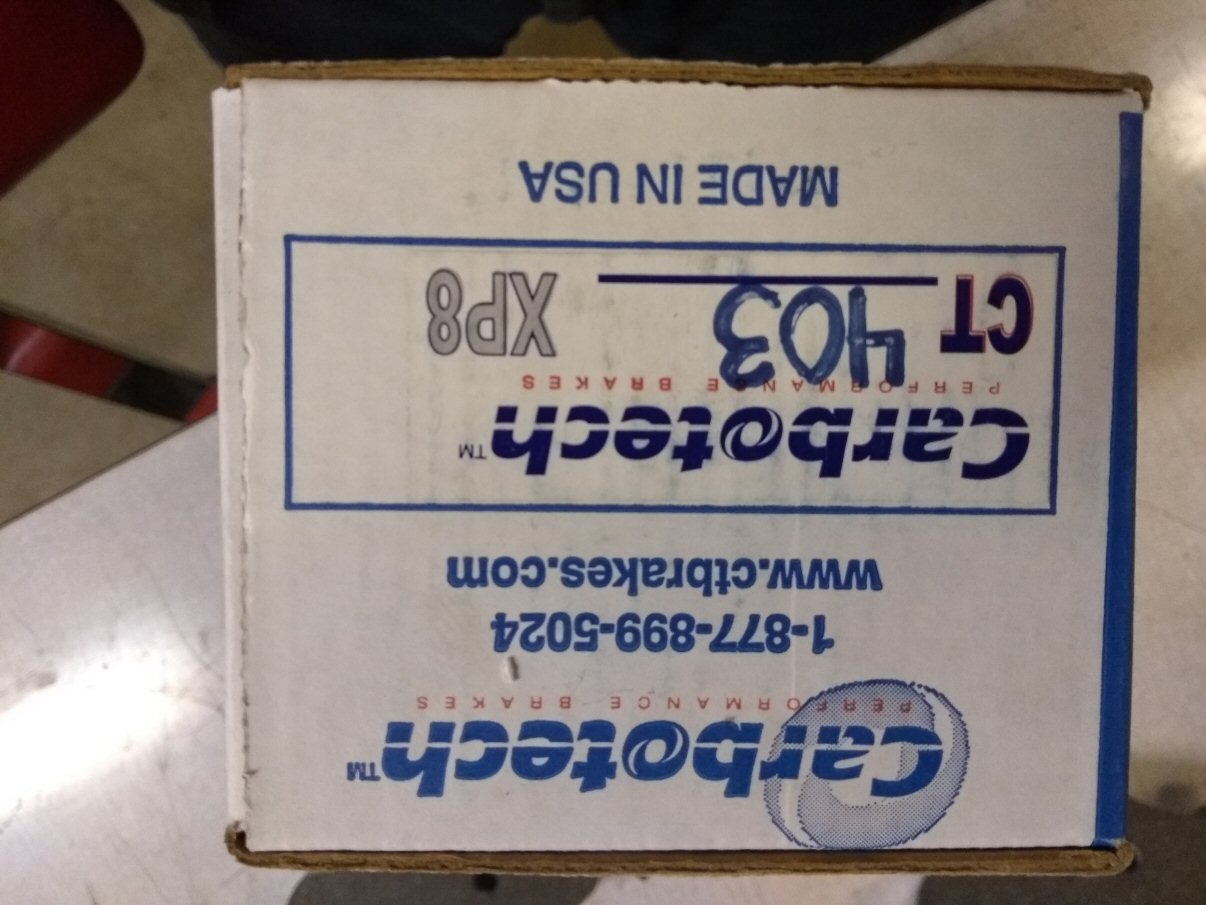 Carbotech™
PERFORMANCE BRAKES
1-877-899-5024
www.ctbrakes.com
Carbotech™
PERFORMANCE BRAKES
CT 403 XP8
MADE IN USA